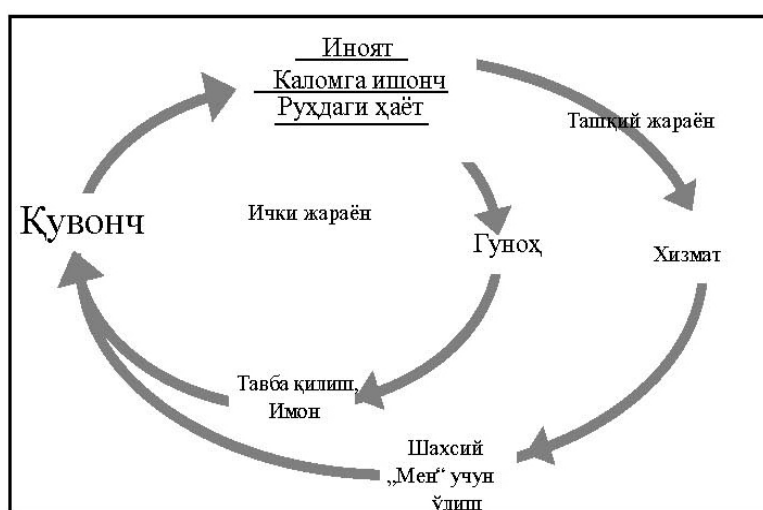 Иноят
Каломга ишонч
Руҳдаги ҳаёт
Ташқий жараён
Ички жараён
Қувонч
Гуноҳ
Хизмат
Тавба қилиш,
Имон
Шахсий
„Мен“ учун
ўлиш